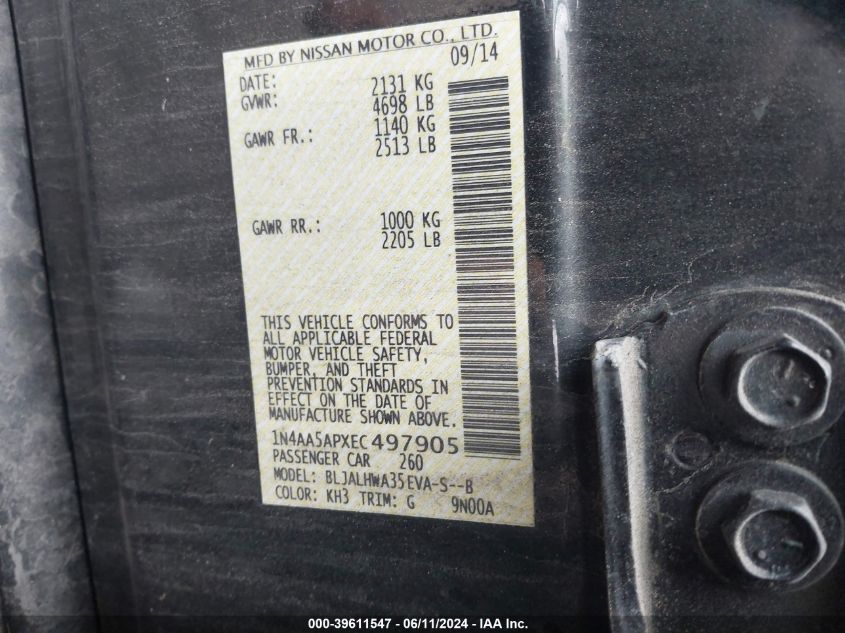 MFD BY NISSAN MOTOR CO., LTD.
DATE: 09/14
GVWR: 2131 KG
4698 LB
GAWR FR.: 1140 KG
2513 LB
GAWR RR.: 1000 KG
2205 LB
THIS VEHICLE CONFORMS TO
ALL APPLICABLE FEDERAL
MOTOR VEHICLE SAFETY,
BUMPER, AND THEFT
PREVENTION STANDARDS IN
EFFECT ON THE DATE OF
MANUFACTURE SHOWN ABOVE.
1N4AA5APXEC497905
PASSENGER CAR 260
MODEL: BLJALHWA35EVA-S--B
COLOR: KH3 TRIM: G 9N00A
000-39611547 - 06/11/2024 - IAA Inc.